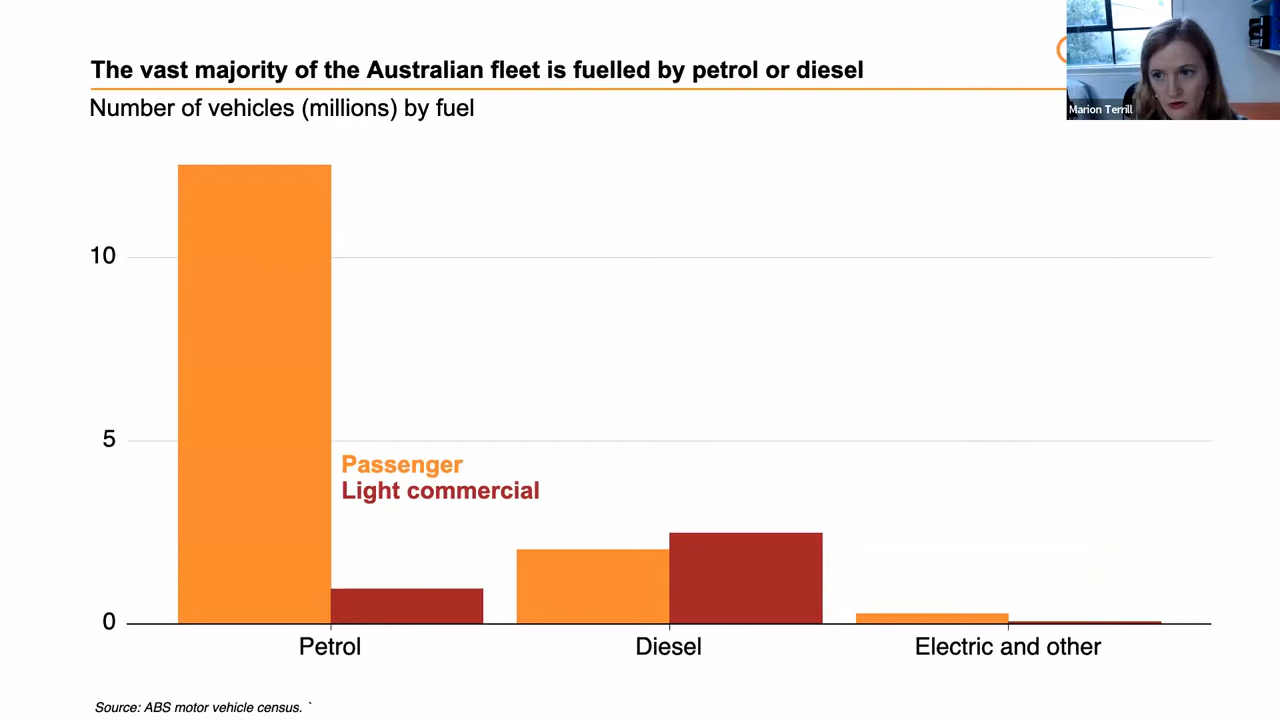 The vast majority of the Australian fleet is fuelled by petrol or diesel
Number of vehicles (millions) by fuel
Marion Terrill
10
5
Passenger
Light commercial
0
Petrol
Diesel
Electric and other
Source: ABS motor vehicle census. `